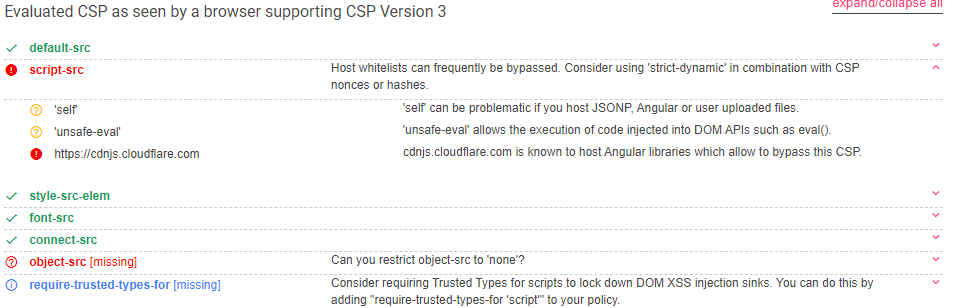 Evaluated CSP as seen by a browser supporting CSP Version 3
expand/collapse all
default-src
script-src
Host whitelists can frequently be bypassed. Consider using 'strict-dynamic' in combination with CSP
nonces or hashes.
'self'
'self' can be problematic if you host JSONP, Angular or user uploaded files.
'unsafe-eval'
'unsafe-eval' allows the execution of code injected into DOM APIs such as eval().
https://cdnjs.cloudflare.com
cdnjs.cloudflare.com is known to host Angular libraries which allow to bypass this CSP.
style-src-elem
font-src
connect-src
object-src [missing]
Can you restrict object-src to 'none'?
require-trusted-types-for [missing]
Consider requiring Trusted Types for scripts to lock down DOM XSS injection sinks. You can do this by
adding "require-trusted-types-for 'script'" to your policy.